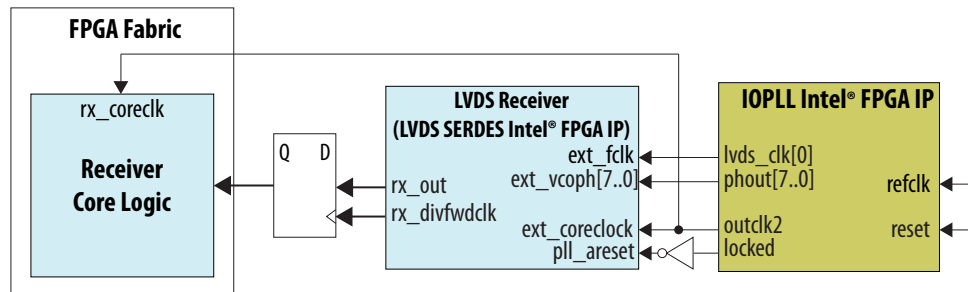 FPGA Fabric
rx_coreclk
Receiver
Core Logic
Q D
LVDS Receiver
(LVDS SERDES Intel® FPGA IP)
ext_fclk
ext_vcoph[7..0]
rx_out
rx_divfwdclk
ext_coreclock
pll_areset
IOPLL Intel® FPGA IP
lvds_clk[0]
phout[7..0]
refclk
outclk2
reset
locked